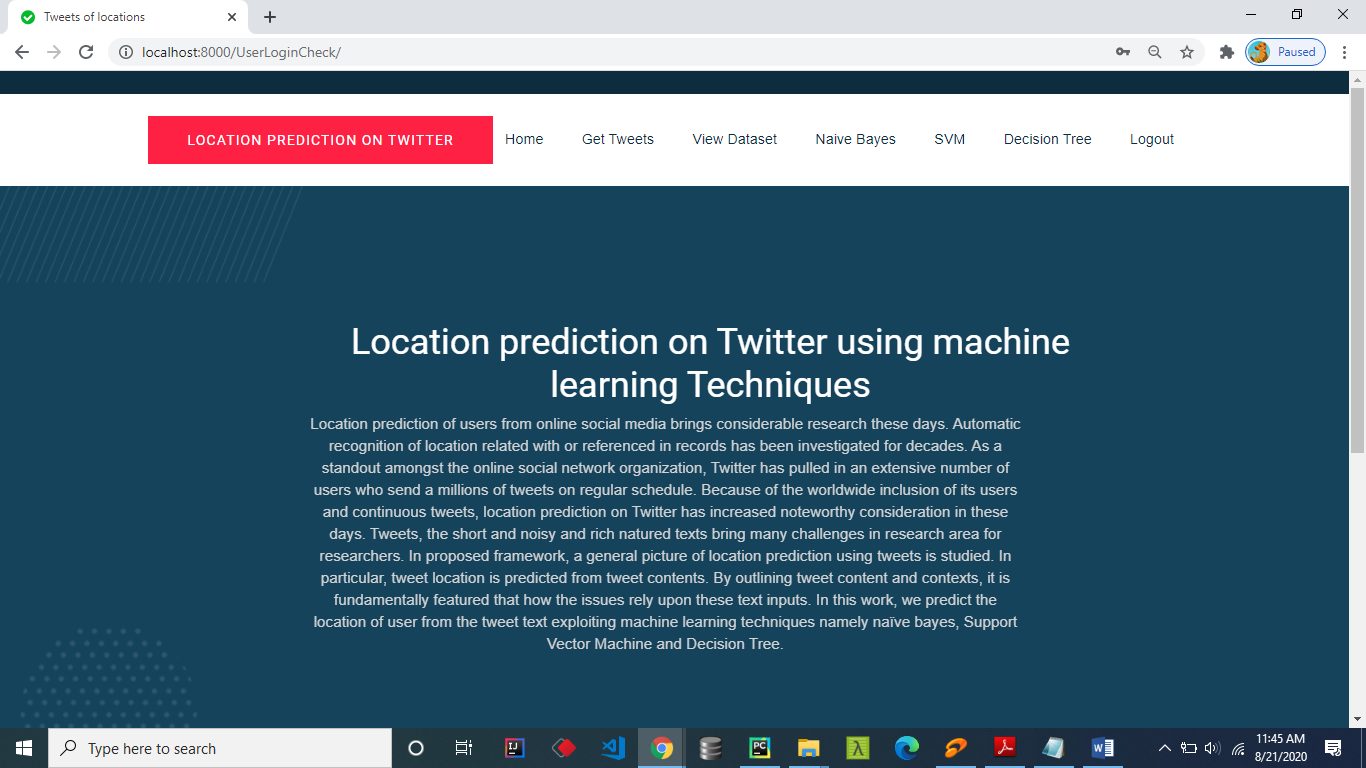 Tweets of locations
localhost:8000/UserLoginCheck/
Paused
LOCATION PREDICTION ON TWITTER
Home
Get Tweets
View Dataset
Naive Bayes
SVM
Decision Tree
Logout
Location prediction on Twitter using machine
learning Techniques
Location prediction of users from online social media brings considerable research these days. Automatic
recognition of location related with or referenced in records has been investigated for decades. As a
standout amongst the online social network organization, Twitter has pulled in an extensive number of
users who send a millions of tweets on regular schedule. Because of the worldwide inclusion of its users
and continuous tweets, location prediction on Twitter has increased noteworthy consideration in these
days. Tweets, the short and noisy and rich natured texts bring many challenges in research area for
researchers. In proposed framework, a general picture of location prediction using tweets is studied. In
particular, tweet location is predicted from tweet contents. By outlining tweet content and contexts, it is
fundamentally featured that how the issues rely upon these text inputs. In this work, we predict the
location of user from the tweet text exploiting machine learning techniques namely naïve bayes, Support
Vector Machine and Decision Tree.
Type here to search
IJ
PC
λ
W
11:45 AM
8/21/2020